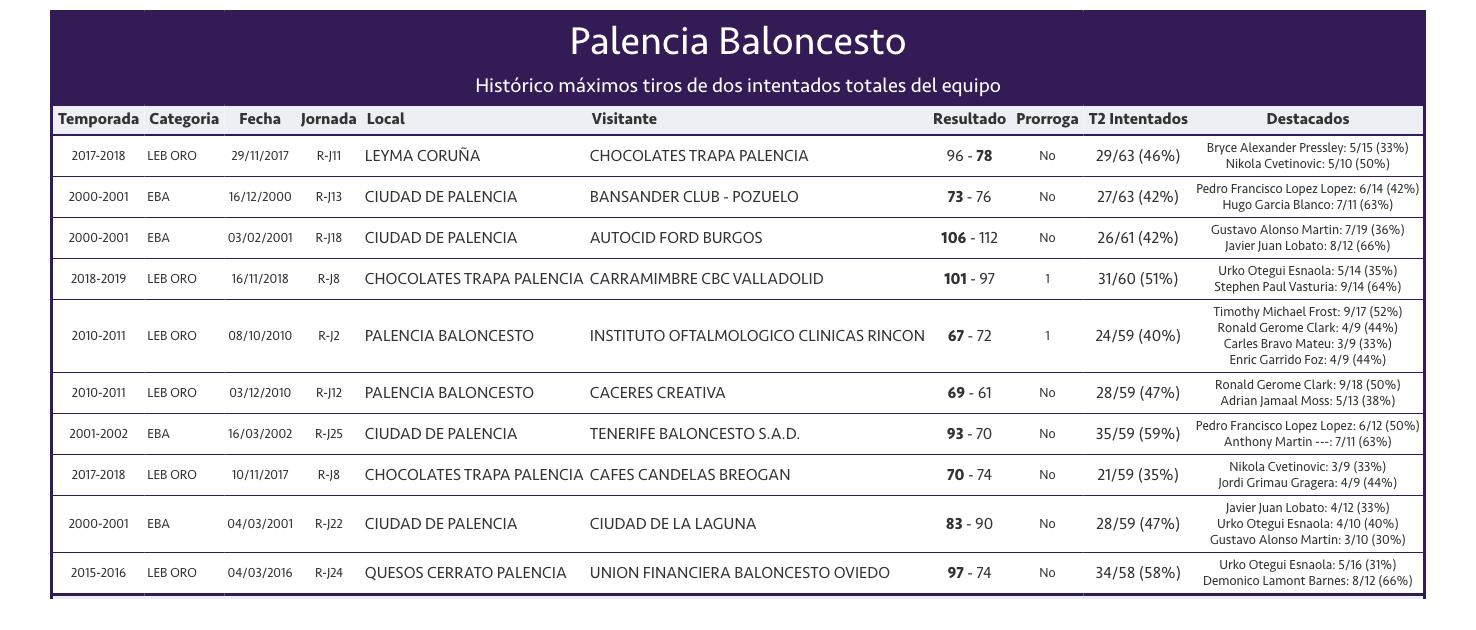 Palencia Baloncesto
Histórico máximos tiros de dos intentados totales del equipo
Temporada Categoria Fecha Jornada Local Visitante Resultado Prorroga T2 Intentados Destacados
2017-2018 LEB ORO 29/11/2017 R-J11 LEYMA CORUÑA CHOCOLATES TRAPA PALENCIA 96 - 78 No 29/63 (46%) Bryce Alexander Pressley: 5/15 (33%)
Nikola Cvetinovic: 5/10 (50%)
2000-2001 EBA 16/12/2000 R-J13 CIUDAD DE PALENCIA BANSANDER CLUB - POZUELO 73 - 76 No 27/63 (42%) Pedro Francisco Lopez Lopez: 6/14 (42%)
Hugo Garcia Blanco: 7/11 (63%)
2000-2001 EBA 03/02/2001 R-J18 CIUDAD DE PALENCIA AUTOCID FORD BURGOS 106 - 112 No 26/61 (42%) Gustavo Alonso Martin: 7/19 (36%)
Javier Juan Lobato: 8/12 (66%)
2018-2019 LEB ORO 16/11/2018 R-J8 CHOCOLATES TRAPA PALENCIA CARRAMIMBRE CBC VALLADOLID 101 - 97 1 31/60 (51%) Urko Otegui Esnaola: 5/14 (35%)
Stephen Paul Vasturia: 9/14 (64%)
2010-2011 LEB ORO 08/10/2010 R-J2 PALENCIA BALONCESTO INSTITUTO OFTALMOLOGICO CLINICAS RINCON 67 - 72 1 24/59 (40%) Timothy Michael Frost: 9/17 (52%)
Ronald Gerome Clark: 4/9 (44%)
Carles Bravo Mateu: 3/9 (33%)
Enric Garrido Foz: 4/9 (44%)
2010-2011 LEB ORO 03/12/2010 R-J12 PALENCIA BALONCESTO CACERES CREATIVA 69 - 61 No 28/59 (47%) Ronald Gerome Clark: 9/18 (50%)
Adrian Jamaal Moss: 5/13 (38%)
2001-2002 EBA 16/03/2002 R-J25 CIUDAD DE PALENCIA TENERIFE BALONCESTO S.A.D. 93 - 70 No 35/59 (59%) Pedro Francisco Lopez Lopez: 6/12 (50%)
Anthony Martin ---: 7/11 (63%)
2017-2018 LEB ORO 10/11/2017 R-J8 CHOCOLATES TRAPA PALENCIA CAFES CANDELAS BREOGAN 70 - 74 No 21/59 (35%) Nikola Cvetinovic: 3/9 (33%)
Jordi Grimau Gragera: 4/9 (44%)
2000-2001 EBA 04/03/2001 R-J22 CIUDAD DE PALENCIA CIUDAD DE LA LAGUNA 83 - 90 No 28/59 (47%) Javier Juan Lobato: 4/12 (33%)
Urko Otegui Esnaola: 4/10 (40%)
Gustavo Alonso Martin: 3/10 (30%)
2015-2016 LEB ORO 04/03/2016 R-J24 QUESOS CERRATO PALENCIA UNION FINANCIERA BALONCESTO OVIEDO 97 - 74 No 34/58 (58%) Urko Otegui Esnaola: 5/16 (31%)
Demonico Lamont Barnes: 8/12 (66%)